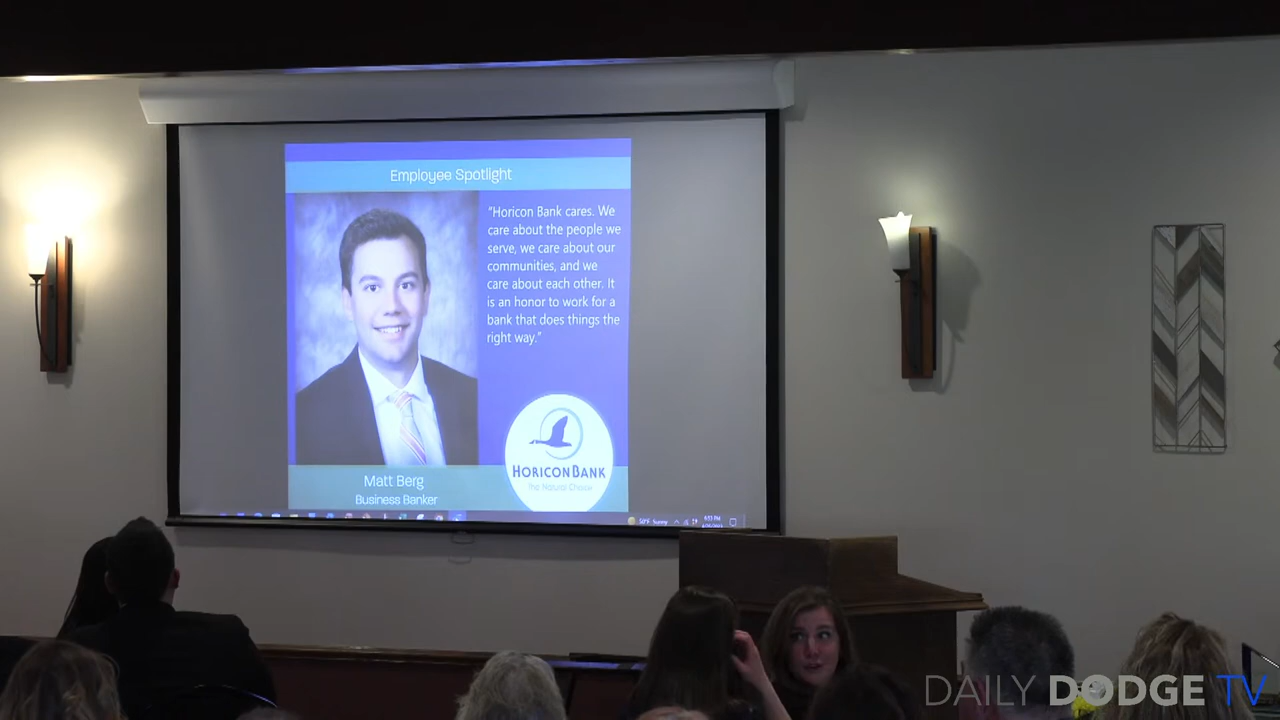 Employee Spotlight
"Horicon Bank cares. We
care about the people we
serve, we care about our
communities, and we
care about each other. It
is an honor to work for a
bank that does things the
right way."
HORICON BANK
the Natural Choice
Matt Berg
Business Banker
50°F Sunny
DAILY DODGE TV